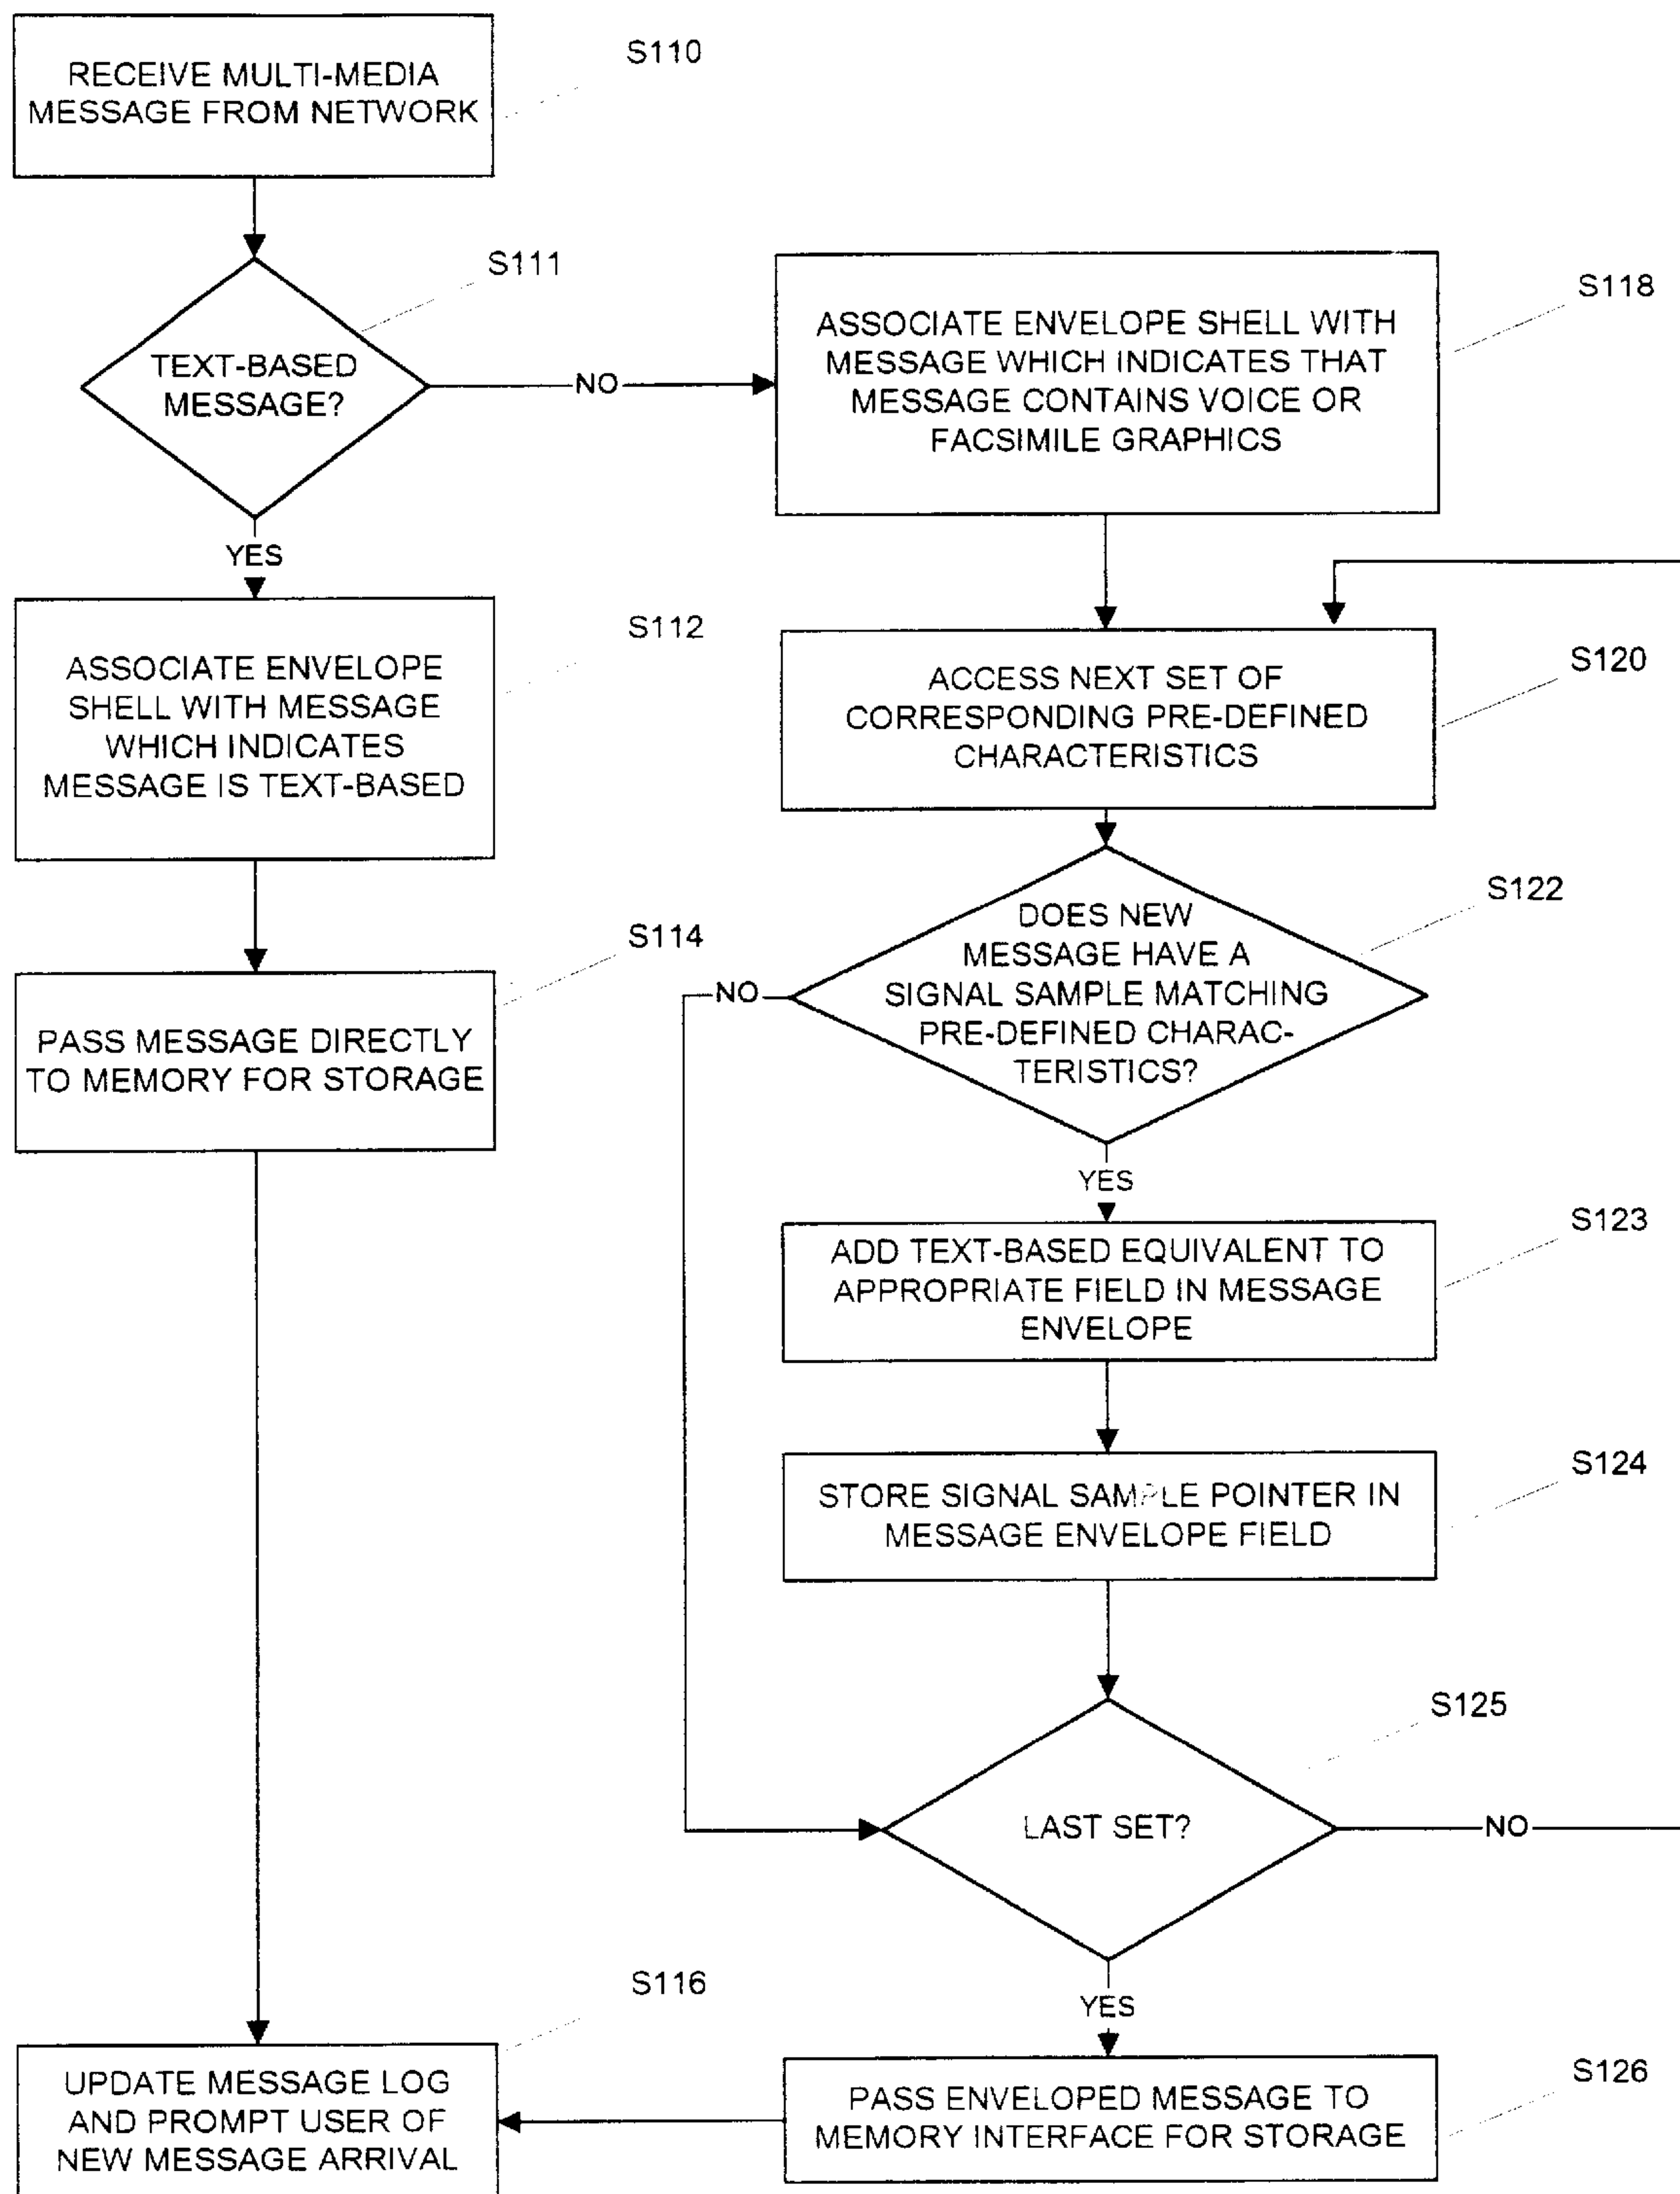 RECEIVE MULTI-MEDIA
MESSAGE FROM NETWORK
S110
TEXT-BASED
MESSAGE?
S111
NO
YES
ASSOCIATE ENVELOPE SHELL WITH
MESSAGE WHICH INDICATES THAT
MESSAGE CONTAINS VOICE OR
FACSIMILE GRAPHICS
S118
ASSOCIATE ENVELOPE
SHELL WITH MESSAGE
WHICH INDICATES
MESSAGE IS TEXT-BASED
S112
ACCESS NEXT SET OF
CORRESPONDING PRE-DEFINED
CHARACTERISTICS
S120
PASS MESSAGE DIRECTLY
TO MEMORY FOR STORAGE
S114
DOES NEW
MESSAGE HAVE A
SIGNAL SAMPLE MATCHING
PRE-DEFINED CHARAC-
TERISTICS?
S122
NO
YES
ADD TEXT-BASED EQUIVALENT TO
APPROPRIATE FIELD IN MESSAGE
ENVELOPE
S123
STORE SIGNAL SAMPLE POINTER IN
MESSAGE ENVELOPE FIELD
S124
LAST SET?
S125
NO
YES
UPDATE MESSAGE LOG
AND PROMPT USER OF
NEW MESSAGE ARRIVAL
S116
PASS ENVELOPED MESSAGE TO
MEMORY INTERFACE FOR STORAGE
S126